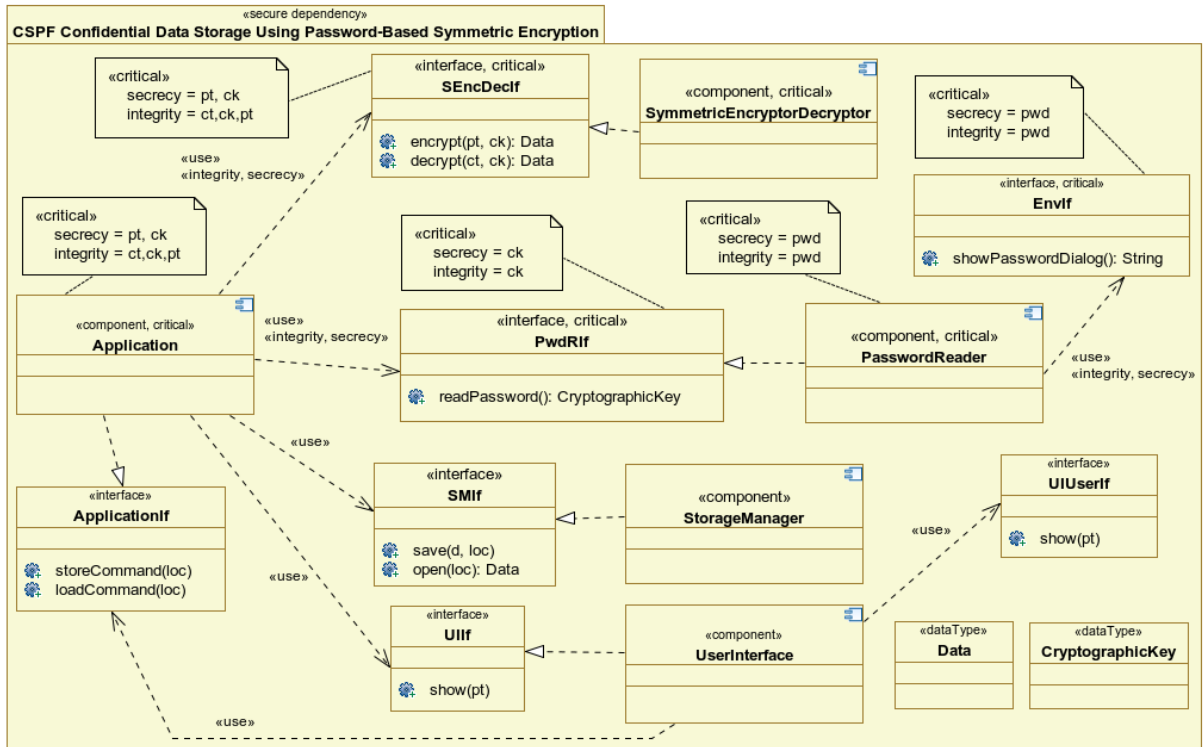 «secure dependency»
CSPF Confidential Data Storage Using Password-Based Symmetric Encryption
«critical»
secrecy = pt, ck
integrity = ct,ck,pt
«interface, critical»
SEncDecIf
encrypt(pt, ck): Data
decrypt(ct, ck): Data
«component, critical»
SymmetricEncryptorDecryptor
«critical»
secrecy = pwd
integrity = pwd
«use»
«integrity, secrecy»
«interface, critical»
EnvIf
showPasswordDialog(): String
«critical»
secrecy = pt, ck
integrity = ct,ck,pt
«critical»
secrecy = ck
integrity = ck
«critical»
secrecy = pwd
integrity = pwd
«component, critical»
Application
«use»
«integrity, secrecy»
«interface, critical»
PwdRIf
readPassword(): CryptographicKey
«component, critical»
PasswordReader
«use»
«integrity, secrecy»
«use»
«interface»
ApplicationIf
storeCommand(loc)
loadCommand(loc)
«interface»
SMIf
save(d, loc)
open(loc): Data
«component»
StorageManager
«interface»
UIUserIf
show(pt)
«use»
«use»
«interface»
UIIf
show(pt)
«component»
UserInterface
«dataType»
Data
«dataType»
CryptographicKey
«use»